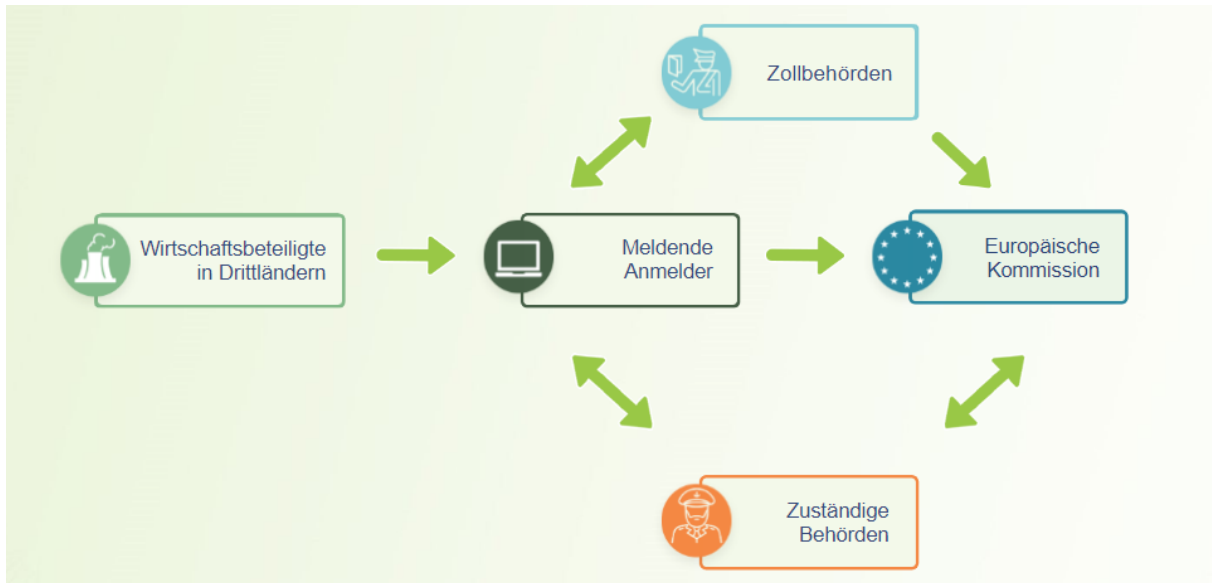 Zollbehörden
Wirtschaftsbeteiligte
in Drittländern
Meldende
Anmelder
Europäische
Kommission
Zuständige
Behörden